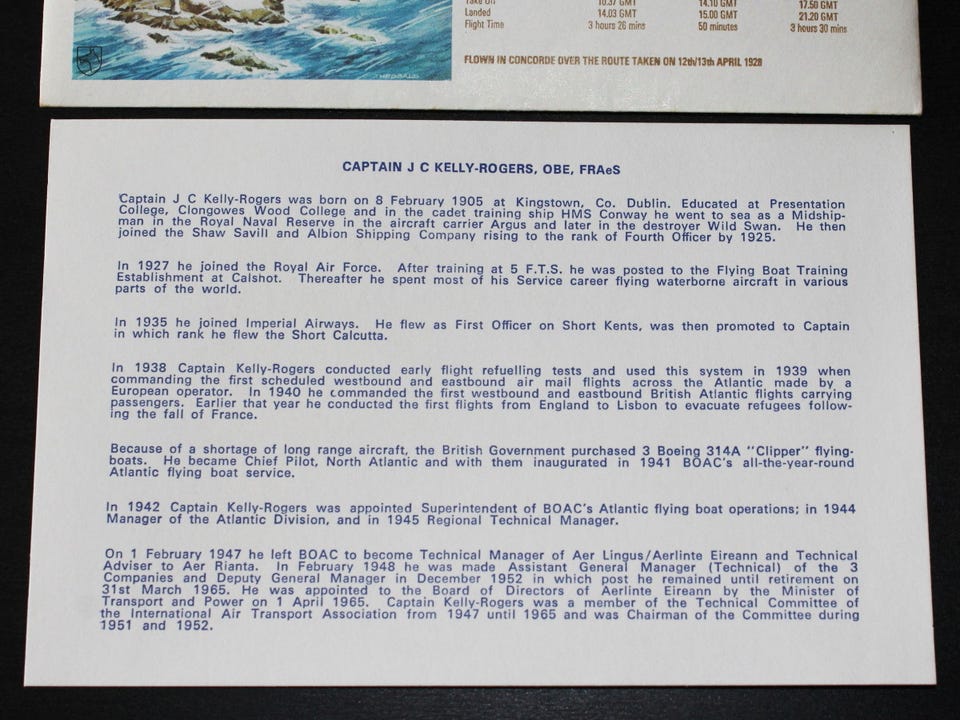 Take Off 10.37 GMT 14.10 GMT 17.50 GMT
Landed 14.03 GMT 15.00 GMT 21.20 GMT
Flight Time 3 hours 26 mins 50 minutes 3 hours 30 mins
FLOWN IN CONCORDE OVER THE ROUTE TAKEN ON 12th/13th APRIL 1928
CAPTAIN J C KELLY-ROGERS, OBE, FRAeS
Captain J C Kelly-Rogers was born on 8 February 1905 at Kingstown, Co. Dublin. Educated at Presentation
College, Clongowes Wood College and in the cadet training ship HMS Conway he went to sea as a Midship-
man in the Royal Naval Reserve in the aircraft carrier Argus and later in the destroyer Wild Swan. He then
joined the Shaw Savill and Albion Shipping Company rising to the rank of Fourth Officer by 1925.
In 1927 he joined the Royal Air Force. After training at 5 F.T.S. he was posted to the Flying Boat Training
Establishment at Calshot. Thereafter he spent most of his Service career flying waterborne aircraft in various
parts of the world.
In 1935 he joined Imperial Airways. He flew as First Officer on Short Kents, was then promoted to Captain
in which rank he flew the Short Calcutta.
In 1938 Captain Kelly-Rogers conducted early flight refuelling tests and used this system in 1939 when
commanding the first scheduled westbound and eastbound air mail flights across the Atlantic made by a
European operator. In 1940 he commanded the first westbound and eastbound British Atlantic flights carrying
passengers. Earlier that year he conducted the first flights from England to Lisbon to evacuate refugees follow-
ing the fall of France.
Because of a shortage of long range aircraft, the British Government purchased 3 Boeing 314A "Clipper" flying-
boats. He became Chief Pilot, North Atlantic and with them inaugurated in 1941 BOAC's all-the-year-round
Atlantic flying boat service.
In 1942 Captain Kelly-Rogers was appointed Superintendent of BOAC's Atlantic flying boat operations; in 1944
Manager of the Atlantic Division, and in 1945 Regional Technical Manager.
On 1 February 1947 he left BOAC to become Technical Manager of Aer Lingus/Aerlinte Eireann and Technical
Adviser to Aer Rianta. In February 1948 he was made Assistant General Manager (Technical) of the 3
Companies and Deputy General Manager in December 1952 in which post he remained until retirement on
31st March 1965. He was appointed to the Board of Directors of Aerlinte Eireann by the Minister of
Transport and Power on 1 April 1965. Captain Kelly-Rogers was a member of the Technical Committee of
the International Air Transport Association from 1947 until 1965 and was Chairman of the Committee during
1951 and 1952.